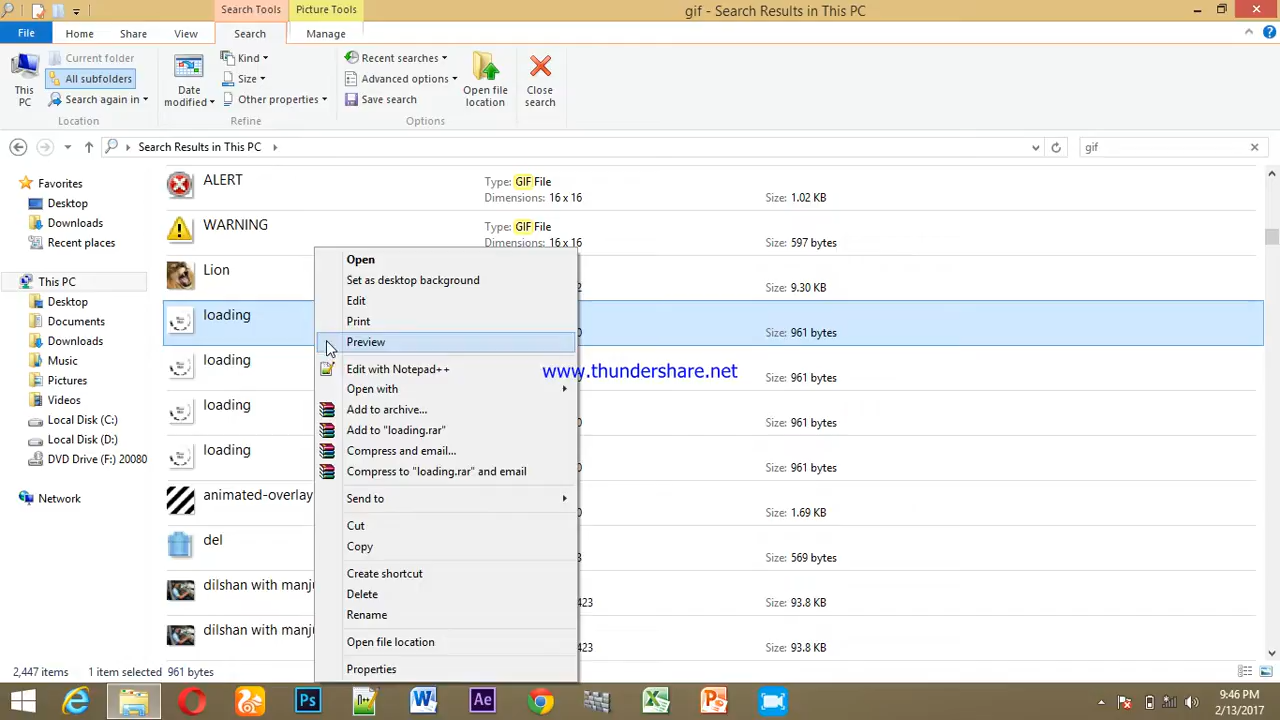 Search Tools
Picture Tools
gif - Search Results in This PC
File
Home
Share
View
Search
Manage
Current folder
All subfolders
Search again in
This PC
Location
Date modified
Kind
Size
Other properties
Refine
Recent searches
Advanced options
Save search
Open file location
Options
Close search
Search Results in This PC
gif
Favorites
Desktop
Downloads
Recent places
This PC
Desktop
Documents
Downloads
Music
Pictures
Videos
Local Disk (C:)
Local Disk (D:)
DVD Drive (F:) 20080
Network
ALERT
Type: GIF File
Dimensions: 16 x 16
Size: 1.02 KB
WARNING
Type: GIF File
Dimensions: 16 x 16
Size: 597 bytes
Lion
2
Size: 9.30 KB
loading
0
Size: 961 bytes
loading
0
Size: 961 bytes
loading
0
Size: 961 bytes
loading
0
Size: 961 bytes
animated-overlay
Size: 1.69 KB
del
3
Size: 569 bytes
dilshan with manju
423
Size: 93.8 KB
dilshan with manju
423
Size: 93.8 KB
Open
Set as desktop background
Edit
Print
Preview
Edit with Notepad++
Open with
Add to archive...
Add to "loading.rar"
Compress and email...
Compress to "loading.rar" and email
Send to
Cut
Copy
Create shortcut
Delete
Rename
Open file location
Properties
www.thundershare.net
2,447 items
1 item selected 961 bytes
Ps
Ae
9:46 PM
2/13/2017